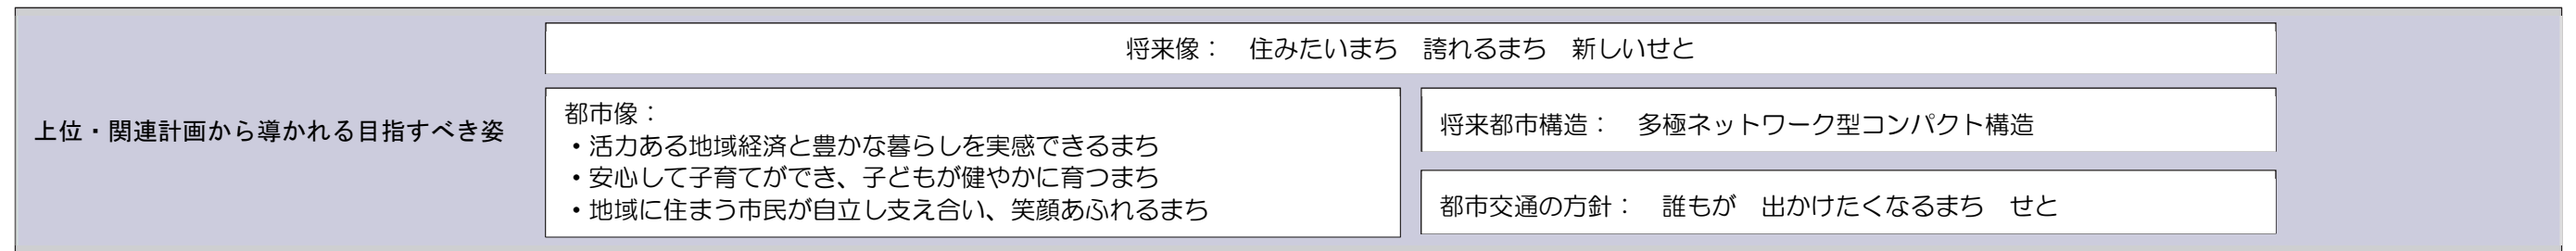 将来像： 住みたいまち 誇れるまち 新しいせと
上位・関連計画から導かれる目指すべき姿
都市像：
・活力ある地域経済と豊かな暮らしを実感できるまち
・安心して子育てができ、子どもが健やかに育つまち
・地域に住まう市民が自立し支え合い、笑顔あふれるまち
将来都市構造： 多極ネットワーク型コンパクト構造
都市交通の方針： 誰もが 出かけたくなるまち せと